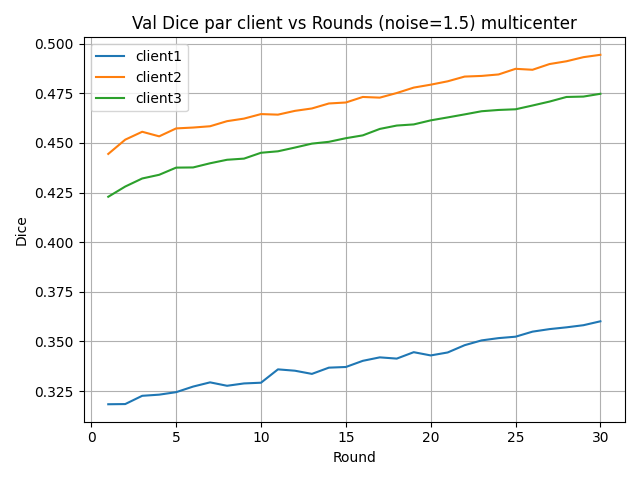 Val Dice par client vs Rounds (noise=1.5) multicenter
client1
client2
client3
0.500
0.475
0.450
0.425
0.400
0.375
0.350
0.325
Dice
0 5 10 15 20 25 30
Round